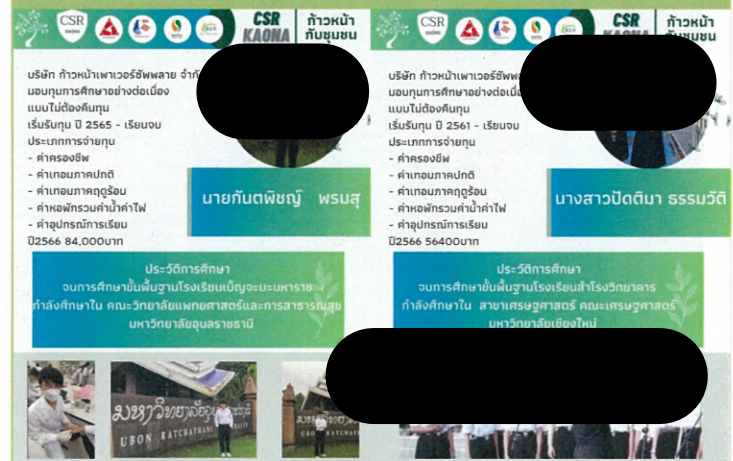 CSR
KAONA
CSR
KAONA
ก้าวหน้า
กับชุมชน
บริษัท ก้าวหน้าเพาเวอร์ซัพพลาย
มอบทุนการศึกษาอย่างต่อเนื่อง
แบบไม่ต้องคืนทุน
เริ่มรับทุน ปี 2565 - เรียนจบ
ประเภทการจ่ายทุน
- ค่าครองชีพ
- ค่าเทอมภาคปกติ
- ค่าเทอมภาคฤดูร้อน
- ค่าหอพักรวมค่าน้ำค่าไฟ
- ค่าอุปกรณ์การเรียน
ปี2566 84,000บาท
นายกันตพิชญ์ พรมสุ
ประวัติการศึกษา
จบการศึกษาขั้นพื้นฐานโรงเรียนเบ็ญจะมะมหาราช
กำลังศึกษาใน คณะวิทยาลัยแพทยศาสตร์และการสาธารณสุข
มหาวิทยาลัยอุบลราชธานี
UBON RATCHATHANI
UBON RATCHATHA
CSR
KAONA
CSR
KAONA
ก้าวหน้า
กับชุมชน
บริษัท ก้าวหน้าเพาเวอร์ซัพ
มอบทุนการศึกษาอย่างต่อเนื่อ
แบบไม่ต้องคืนทุน
เริ่มรับทุน ปี 2561 - เรียนจบ
ประเภทการจ่ายทุน
- ค่าครองชีพ
- ค่าเทอมภาคปกติ
- ค่าเทอมภาคฤดูร้อน
- ค่าหอพักรวมค่าน้ำค่าไฟ
- ค่าอุปกรณ์การเรียน
ปี2566 56400บาท
นางสาวปัดติมา ธรรมวัติ
ประวัติการศึกษา
จบการศึกษาขั้นพื้นฐานโรงเรียนสำโรงวิทยาคาร
กำลังศึกษาใน สาขาเศรษฐศาสตร์ คณะเศรษฐศาสตร์
มหาวิทยาลัยเชียงใหม่